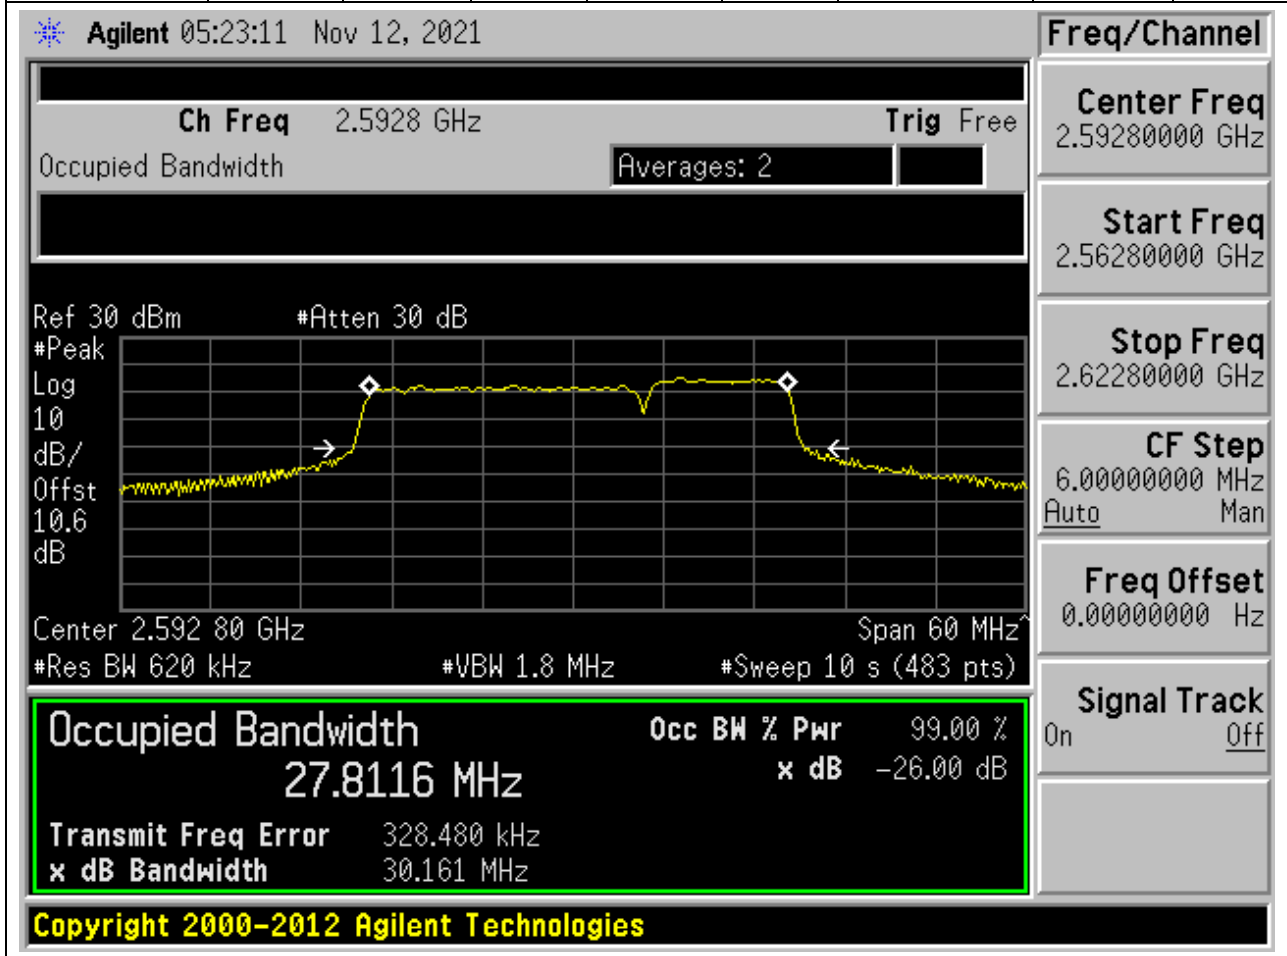 Agilent 05:23:11 Nov 12, 2021
Freq/Channel
Ch Freq 2.5928 GHz Trig Free
Occupied Bandwidth Averages: 2
Center Freq
2.59280000 GHz
Start Freq
2.56280000 GHz
Stop Freq
2.62280000 GHz
CF Step
6.00000000 MHz
Auto Man
Freq Offset
0.00000000 Hz
Signal Track
On Off
Ref 30 dBm #Atten 30 dB
#Peak
Log
10
dB/
Offst
10.6
dB
Center 2.592 80 GHz Span 60 MHz^
#Res BW 620 kHz #VBW 1.8 MHz #Sweep 10 s (483 pts)
Occupied Bandwidth Occ BW % Pwr 99.00 %
27.8116 MHz x dB -26.00 dB
Transmit Freq Error 328.480 kHz
x dB Bandwidth 30.161 MHz
Copyright 2000-2012 Agilent Technologies